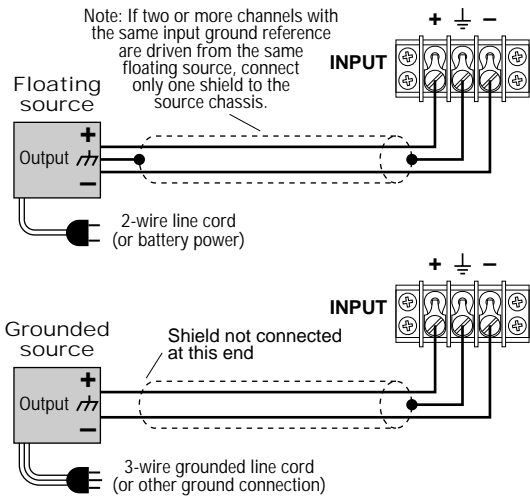 Note: If two or more channels with
the same input ground reference
are driven from the same
floating source, connect
only one shield to the
source chassis.
+ ⏚ –
INPUT
Floating
source
+
Output
–
2-wire line cord
(or battery power)
+ ⏚ –
INPUT
Grounded
source
Shield not connected
at this end
+
Output
–
3-wire grounded line cord
(or other ground connection)